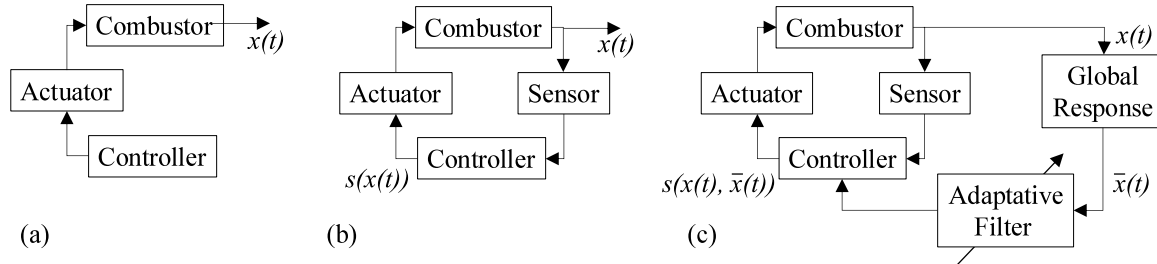 Combustor
x(t)
Actuator
Controller
(a)
Combustor
x(t)
Actuator
Sensor
Controller
s(x(t))
(b)
Combustor
x(t)
Actuator
Sensor
Global
Response
Controller
s(x(t), x̄(t))
x̄(t)
Adaptative
Filter
(c)